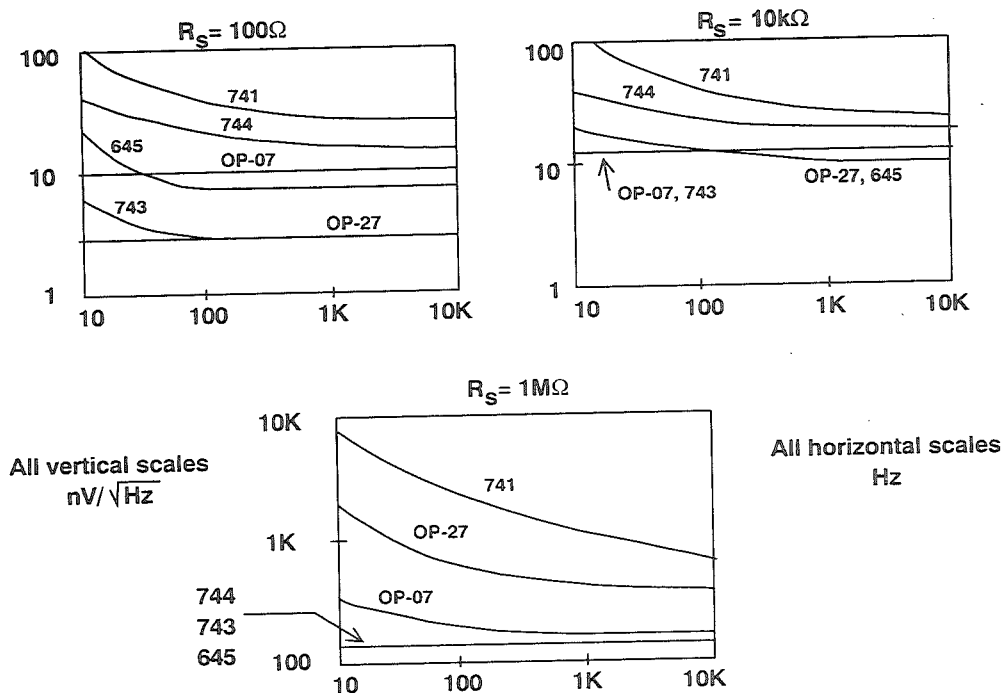 R_S = 100Ω
100
10
1
741
744
645
OP-07
743
OP-27
10
100
1K
10K
R_S = 10kΩ
100
10
1
741
744
OP-07, 743
OP-27, 645
10
100
1K
10K
R_S = 1MΩ
10K
1K
100
741
OP-27
OP-07
744
743
645
10
100
1K
10K
All vertical scales
nV/√Hz
All horizontal scales
Hz